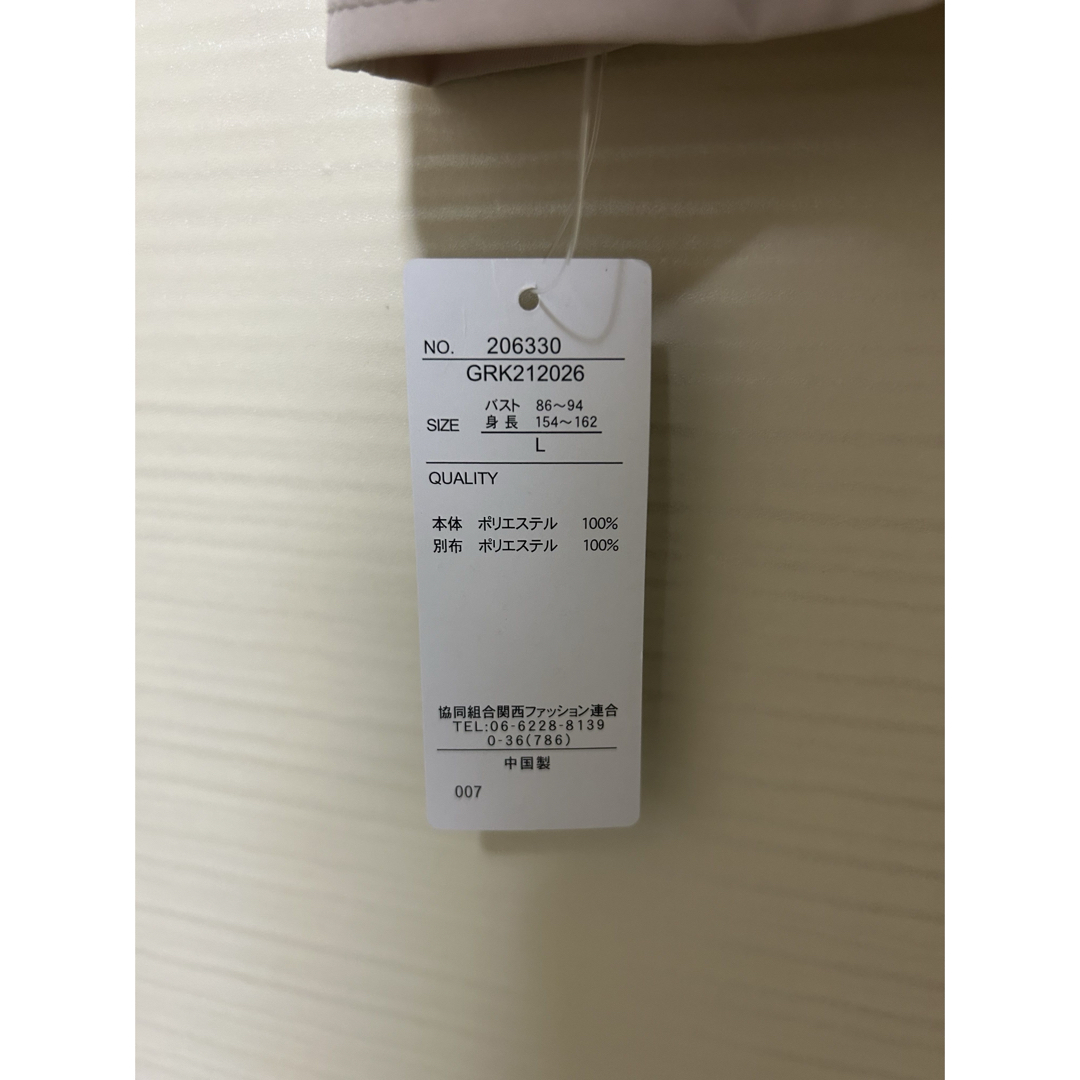 NO. 206330
GRK212026
バスト 86～94
SIZE 身長 154～162
L
QUALITY
本体 ポリエステル 100%
別布 ポリエステル 100%
協同組合関西ファッション連合
TEL:06-6228-8139
0-36(786)
中国製
007